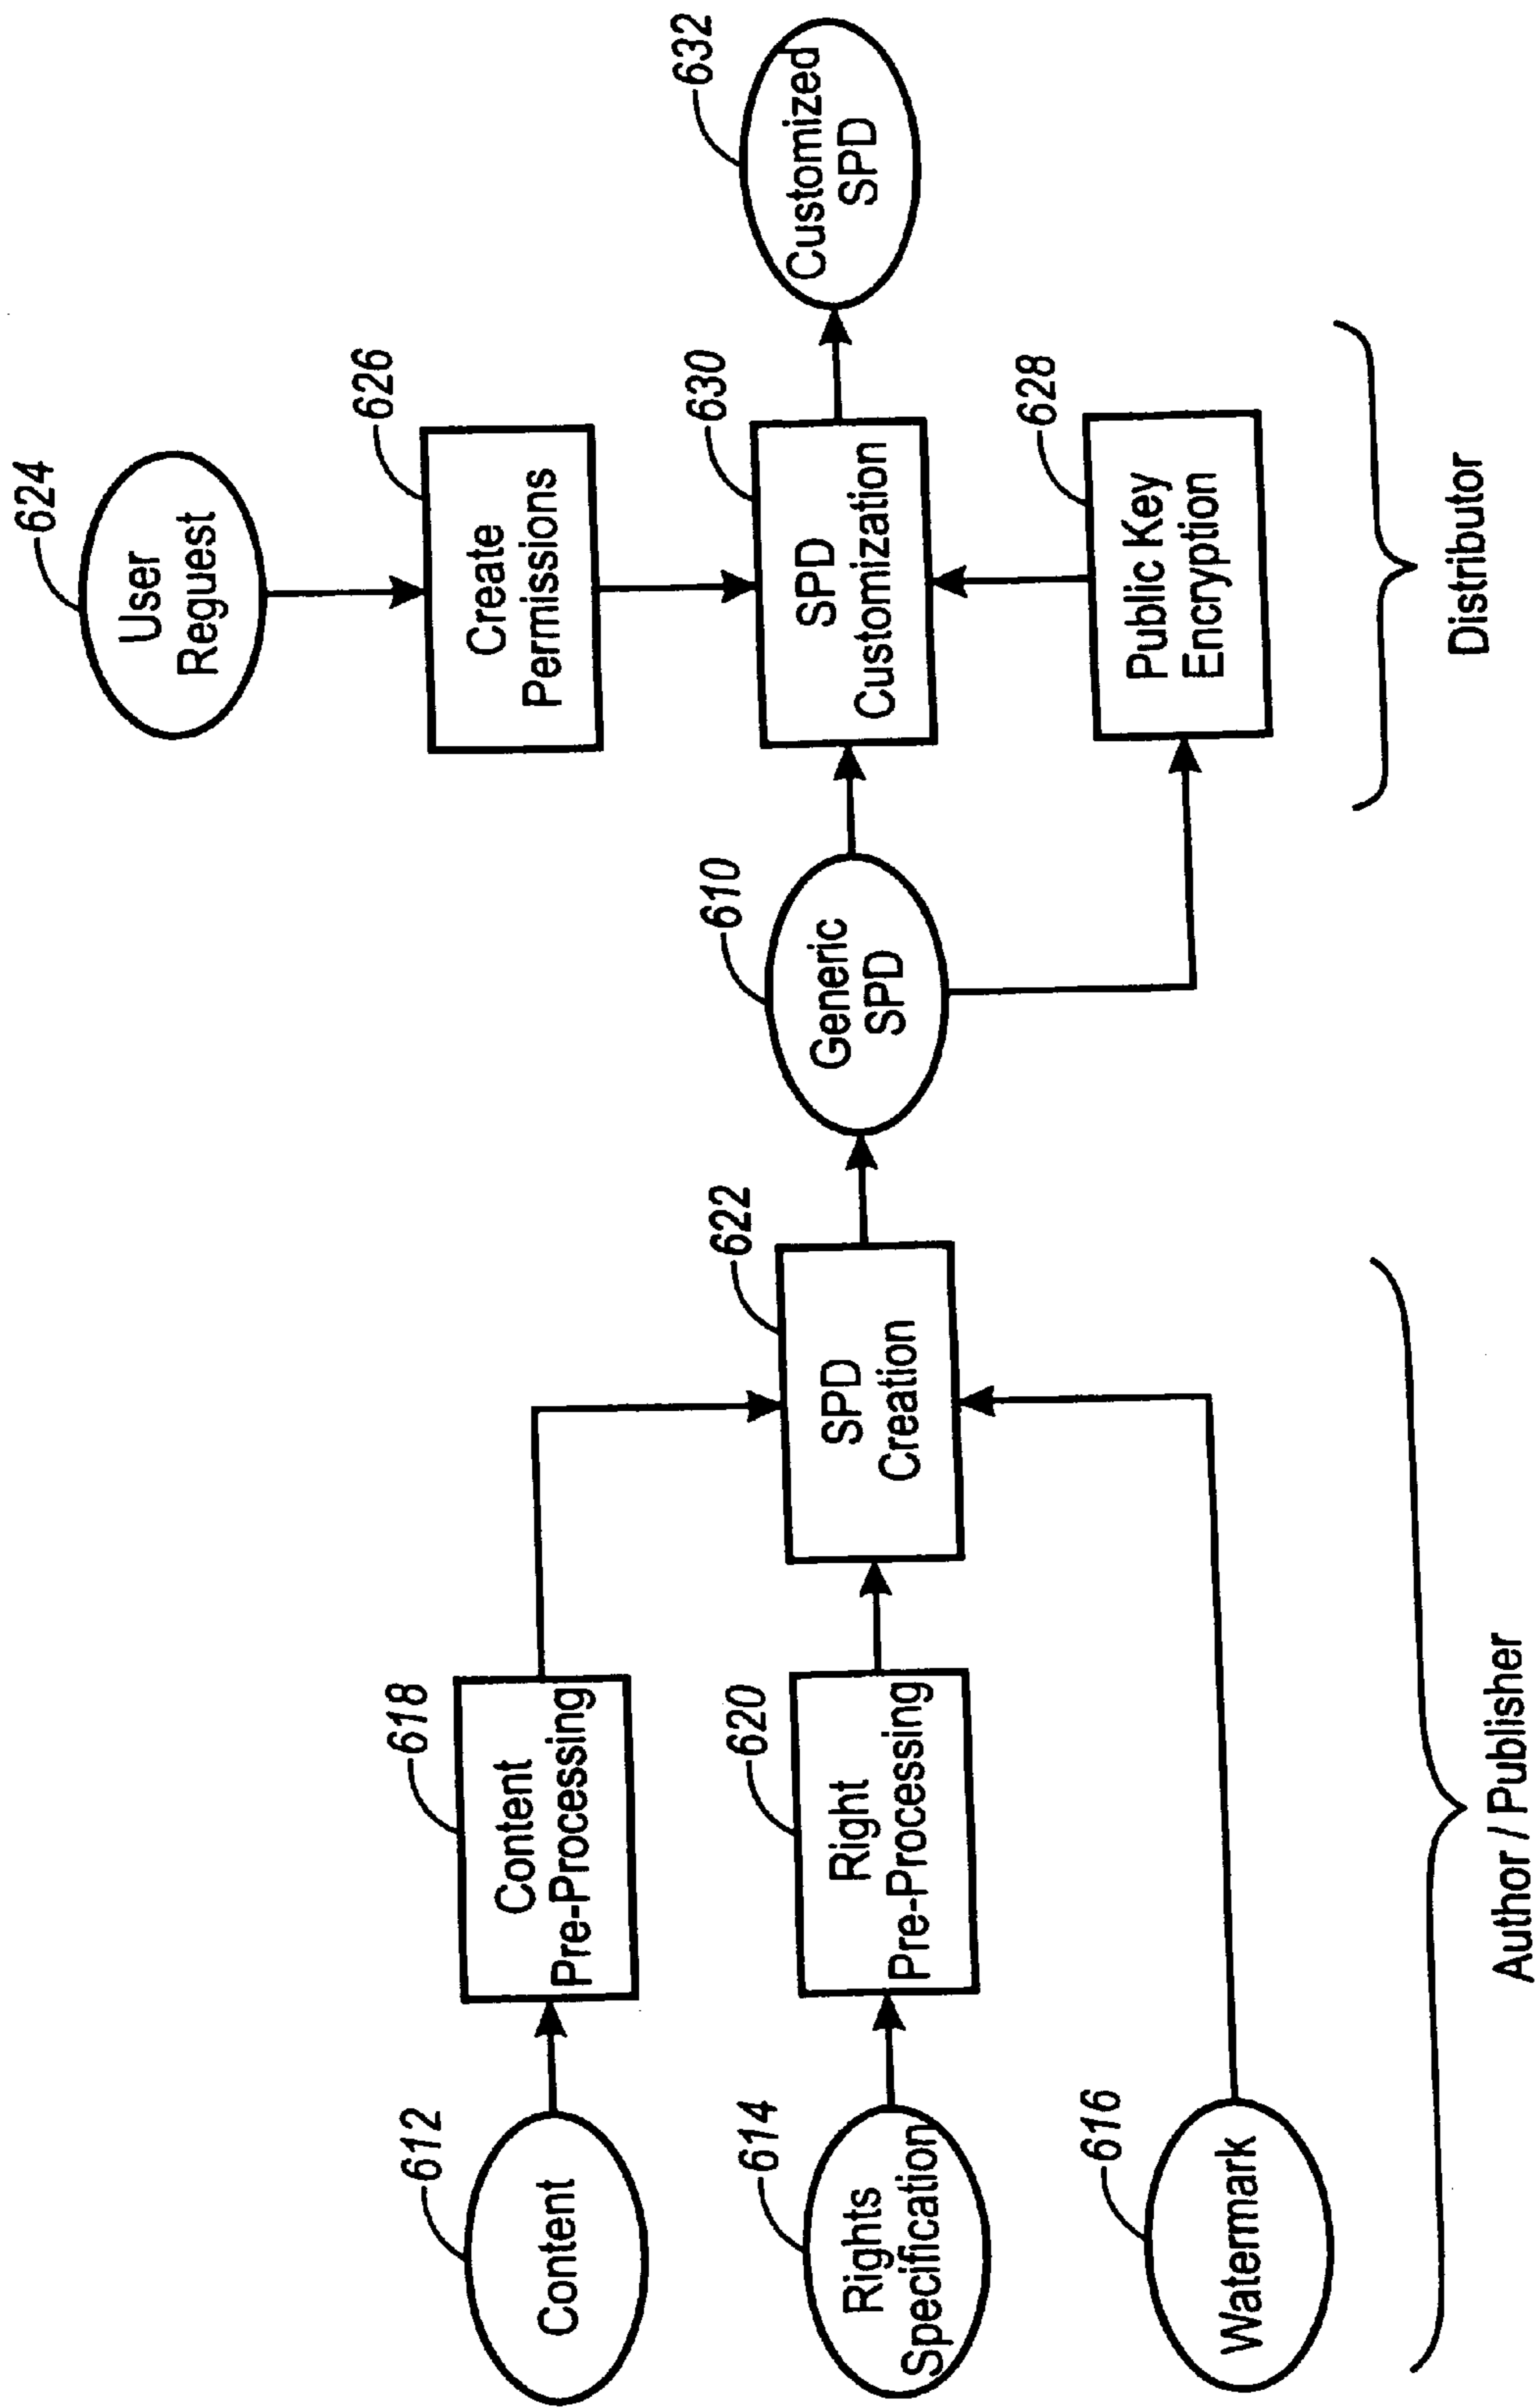 612
Content
618
Content
Pre-Processing
614
Rights
Specification
620
Right
Pre-Processing
616
Watermark
622
SPD
Creation
610
Generic
SPD
624
User
Request
626
Create
Permissions
630
SPD
Customization
628
Public Key
Encryption
632
Customized
SPD
Author / Publisher
Distributor